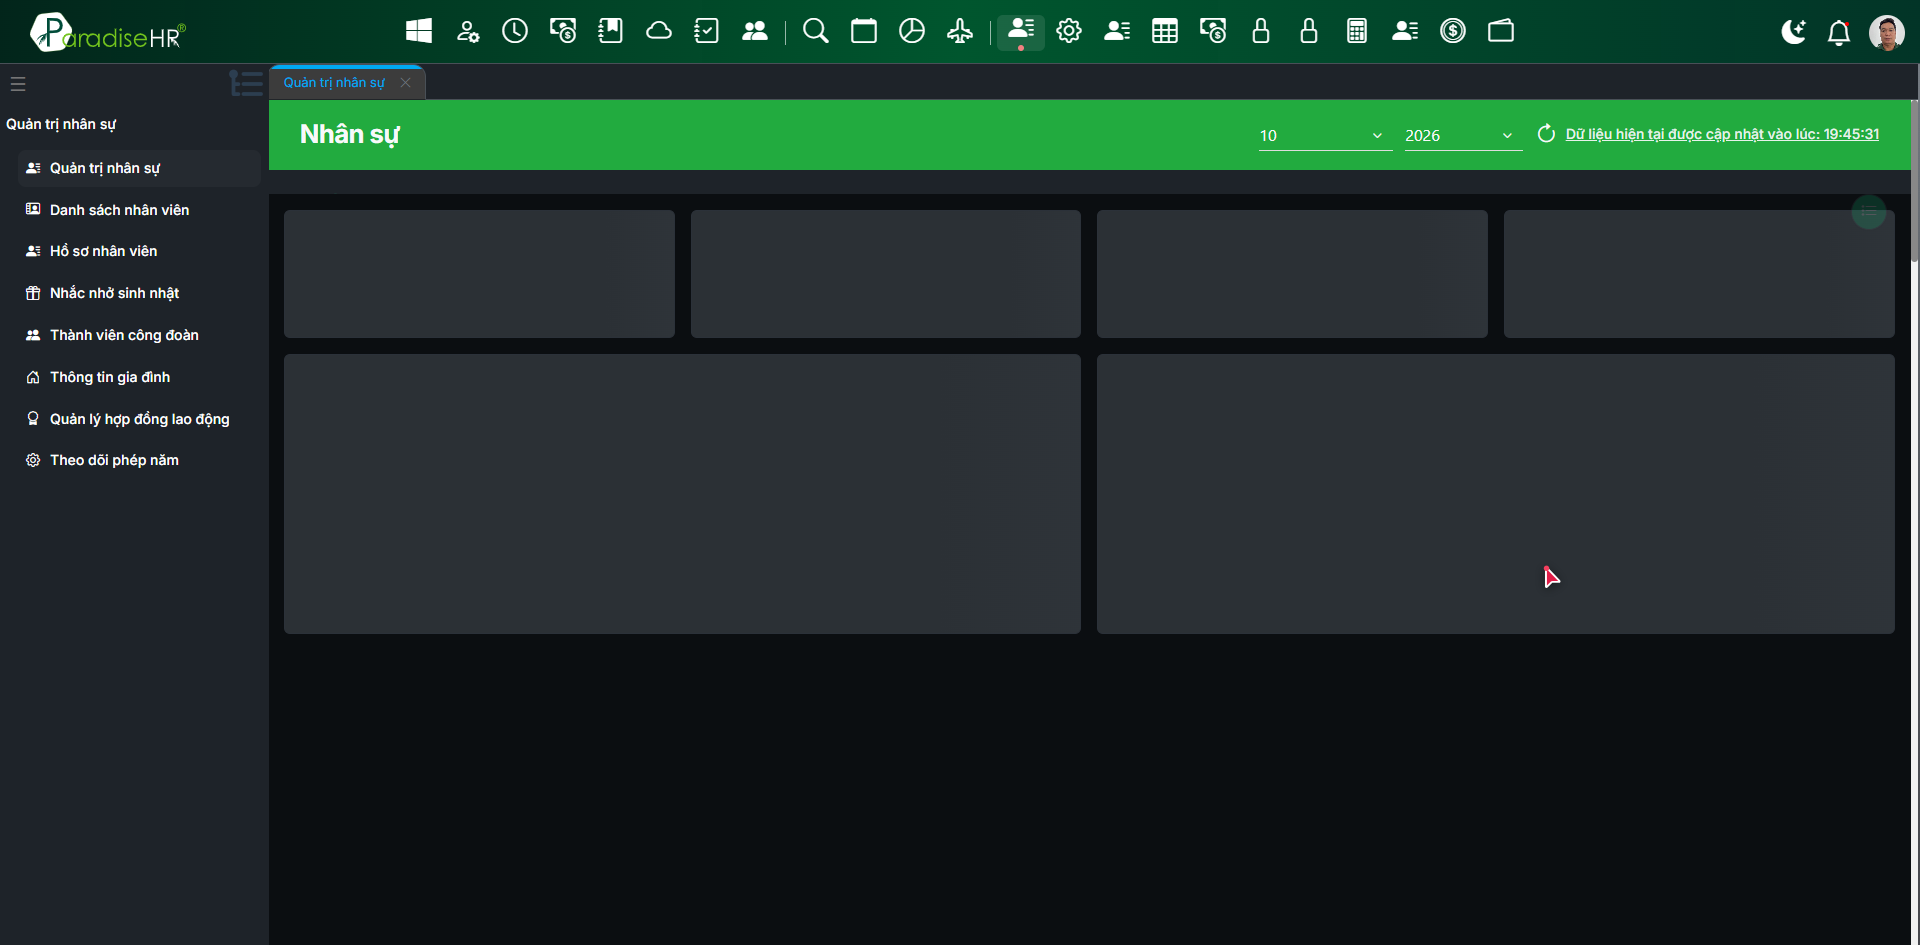 ParadiseHR®
Quản trị nhân sự
Nhân sự
10
2026
Dữ liệu hiện tại được cập nhật vào lúc: 19:45:31
Quản trị nhân sự
Quản trị nhân sự
Danh sách nhân viên
Hồ sơ nhân viên
Nhắc nhở sinh nhật
Thành viên công đoàn
Thông tin gia đình
Quản lý hợp đồng lao động
Theo dõi phép năm